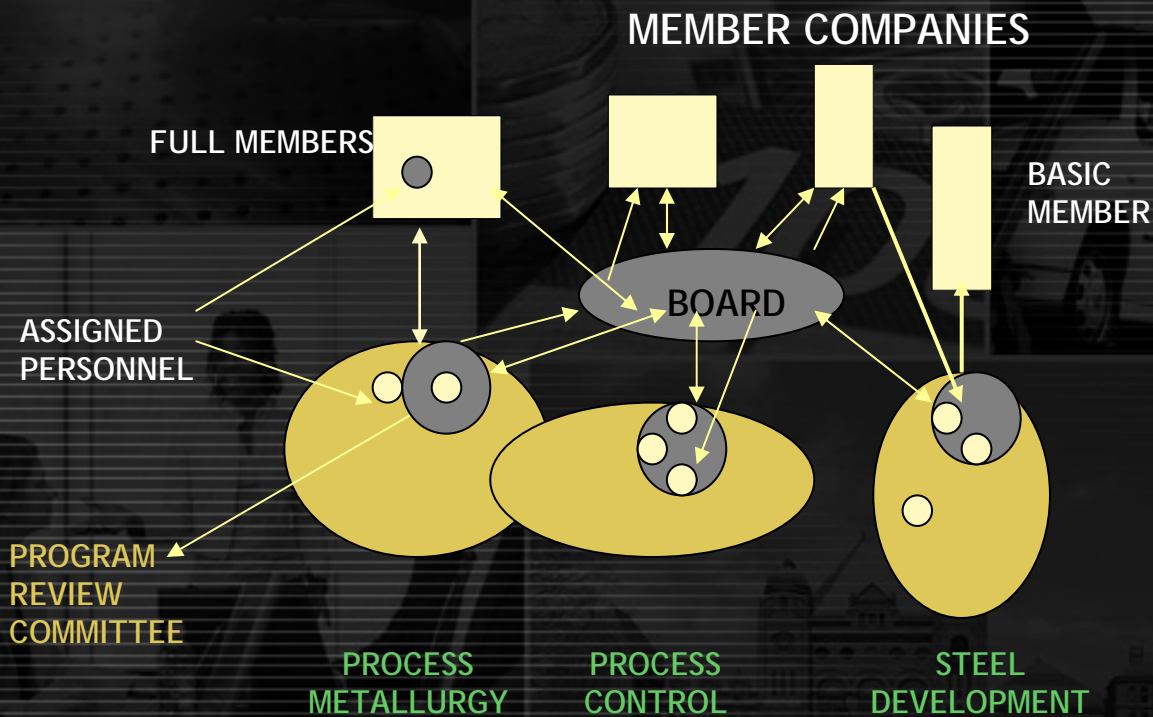 MEMBER COMPANIES
FULL MEMBERS
BASIC
MEMBER
BOARD
ASSIGNED
PERSONNEL
PROGRAM
REVIEW
COMMITTEE
PROCESS
METALLURGY
PROCESS
CONTROL
STEEL
DEVELOPMENT